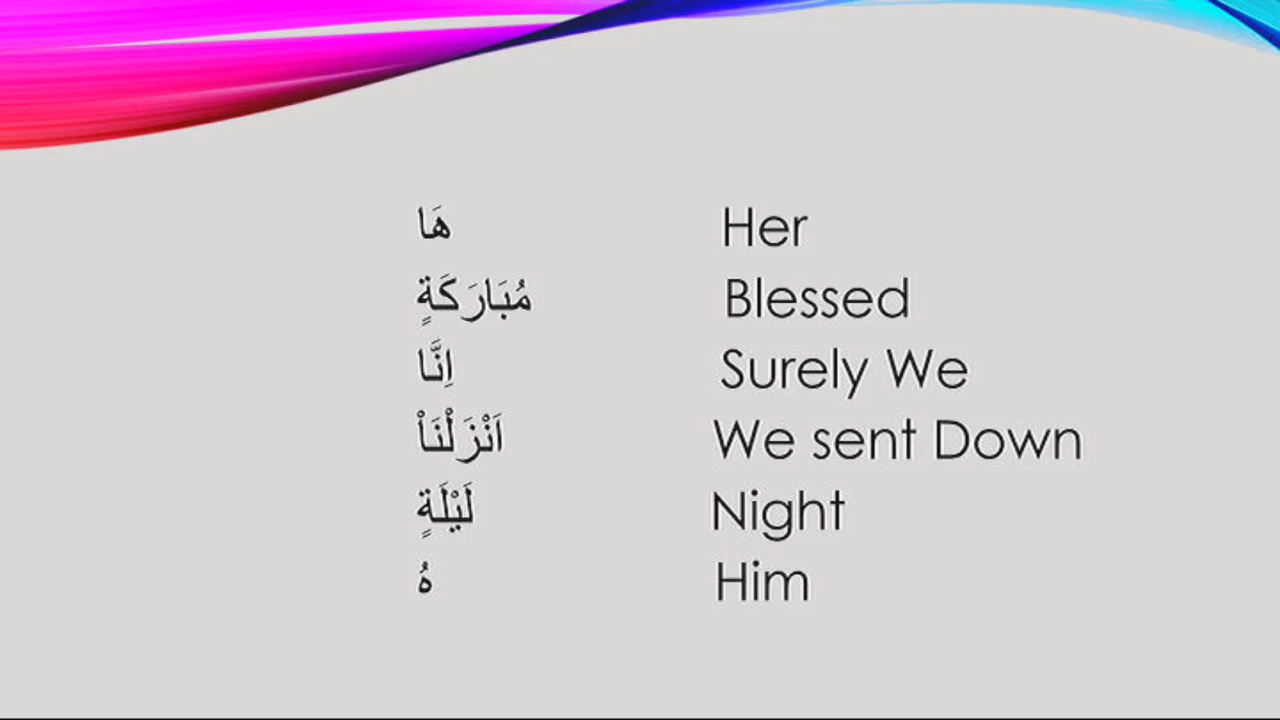 هَا Her
مُبَارَكَةٍ Blessed
اِنَّا Surely We
اَنْزَلْنَاْ We sent Down
لَيْلَةٍ Night
هُ Him